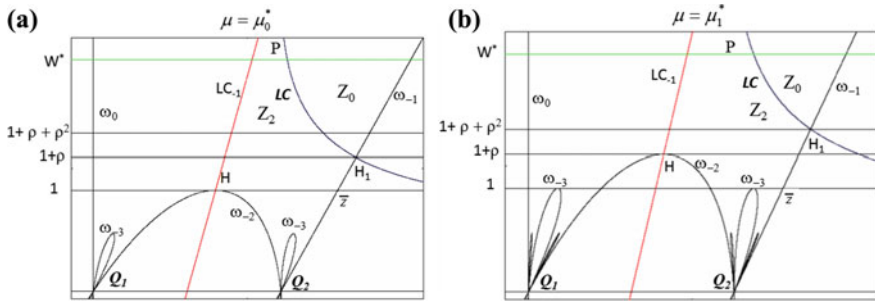 (a)
μ = μ₀*
P
W*
LC₋₁
LC
Z₀
ω₋₁
ω₀
Z₂
1+ ρ + ρ²
1+ρ
H₁
H
1
ω₋₂
z̄
ω₋₃
ω₋₃
Q₁
Q₂
(b)
μ = μ₁*
P
W*
LC₋₁
LC
Z₀
ω₋₁
ω₀
Z₂
1+ ρ + ρ²
H₁
1+ρ
H
ω₋₂
1
ω₋₃
ω₋₃
z̄
Q₁
Q₂